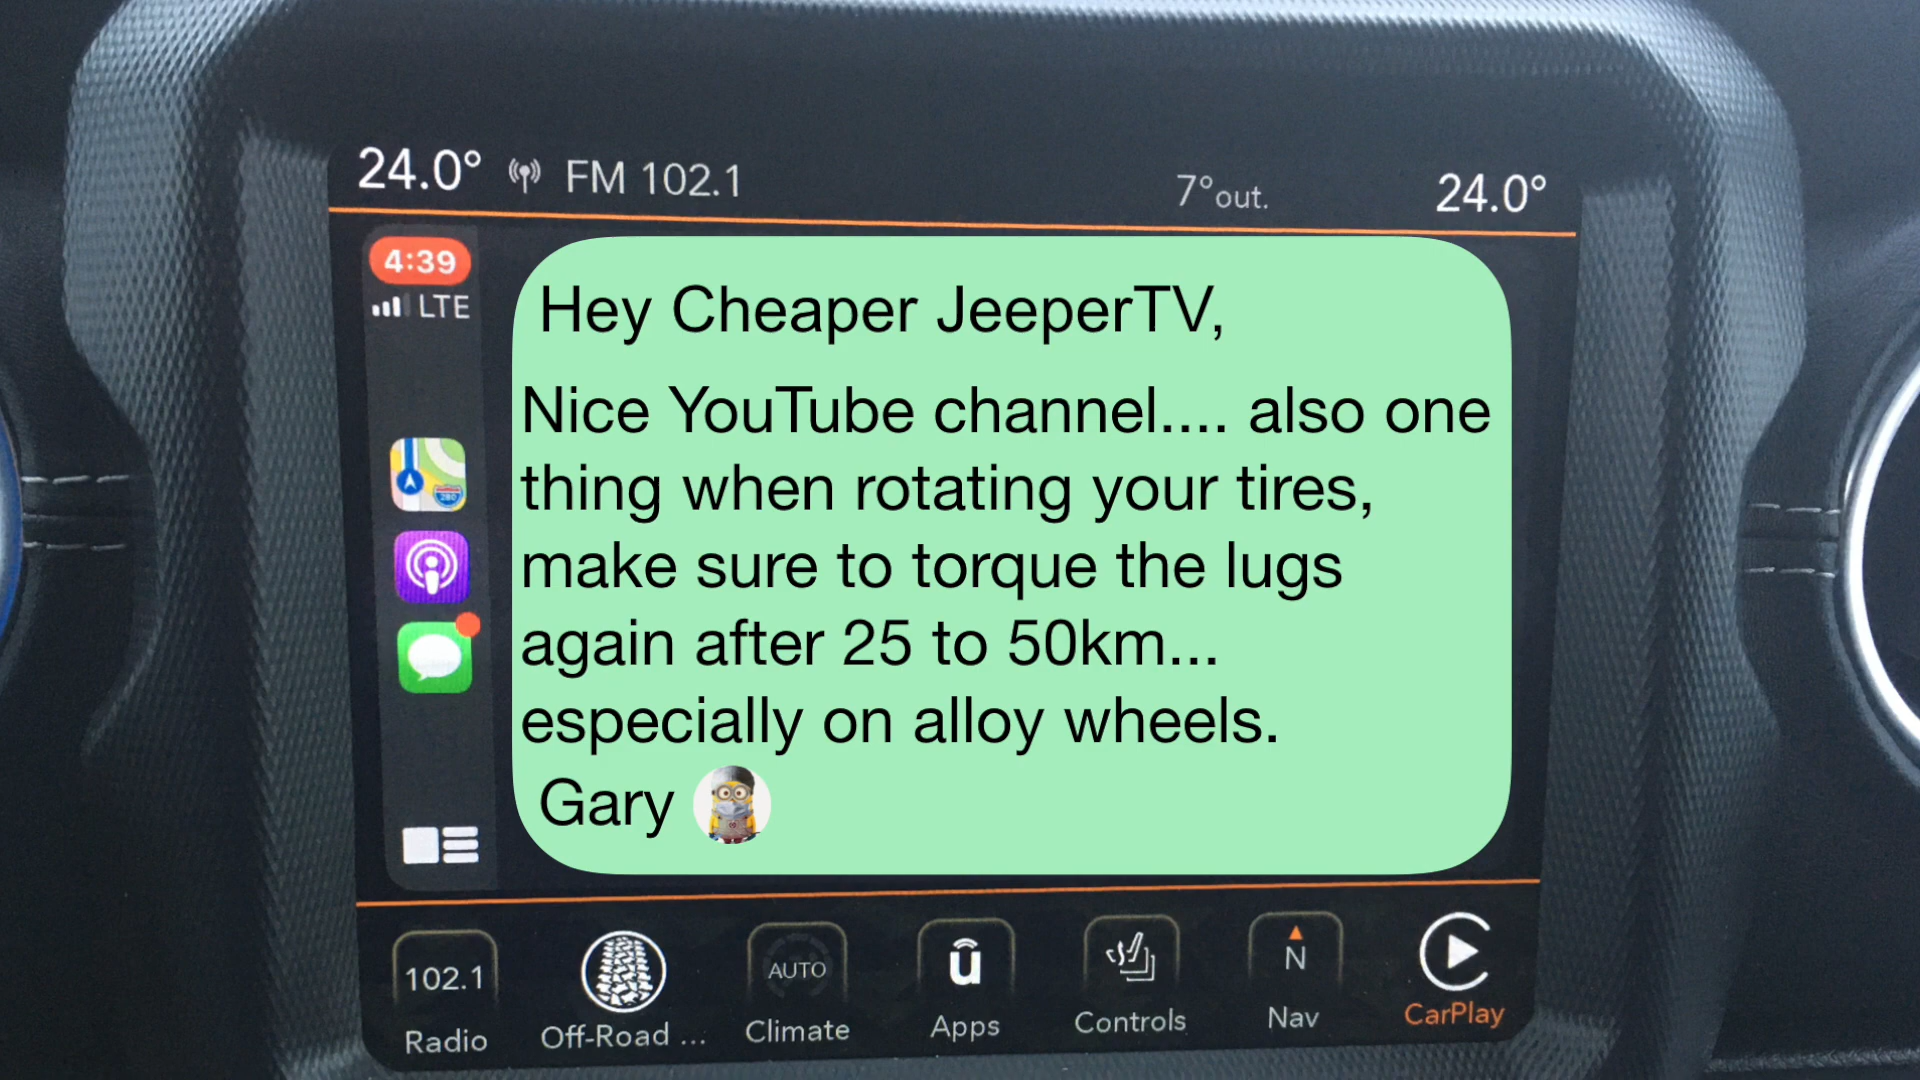 24.0° FM 102.1 7°out. 24.0°
4:39
LTE
280
Hey Cheaper JeeperTV,
Nice YouTube channel.... also one
thing when rotating your tires,
make sure to torque the lugs
again after 25 to 50km...
especially on alloy wheels.
Gary
102.1 AUTO u N
Radio Off-Road ... Climate Apps Controls Nav CarPlay